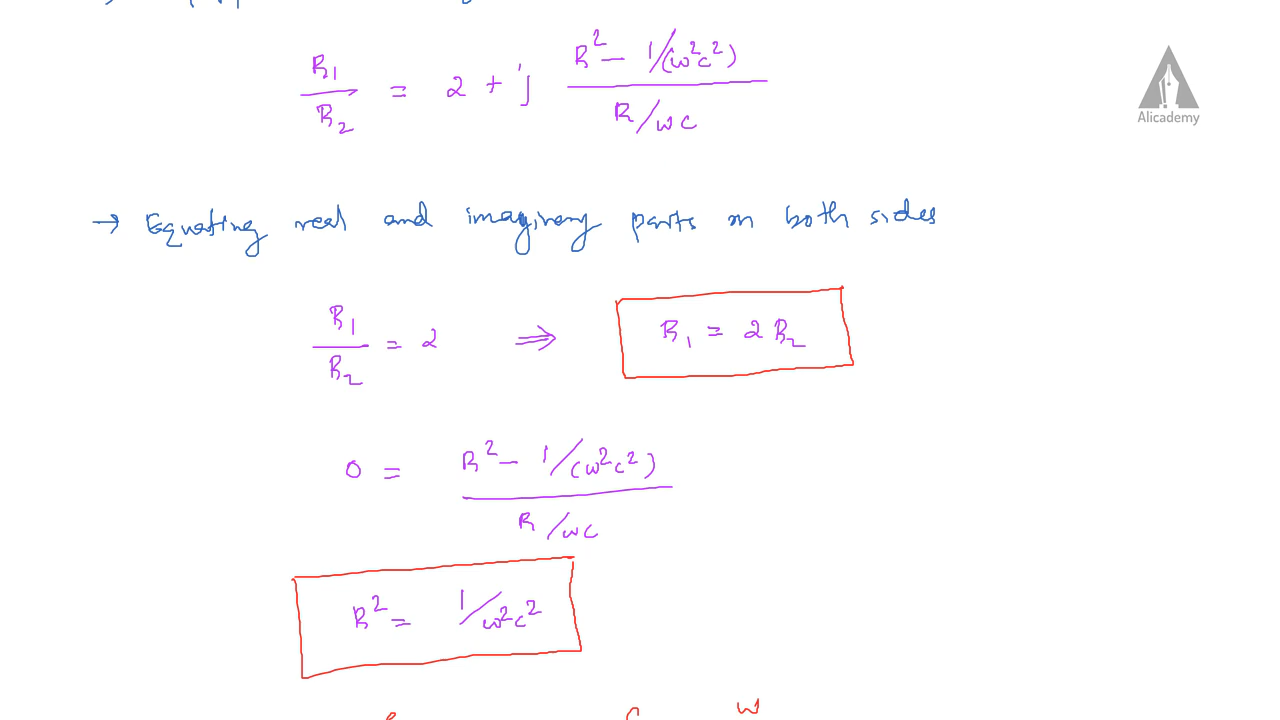 R1/R2 = 2 + j (R² − 1/(ω²c²)) / (R/ωc)
Alicademy
→ Equating real and imaginary parts on both sides
R1/R2 = 2 ⇒ R1 = 2 R2
0 = (R² − 1/(ω²c²)) / (R/ωc)
R² = 1/ω²c²